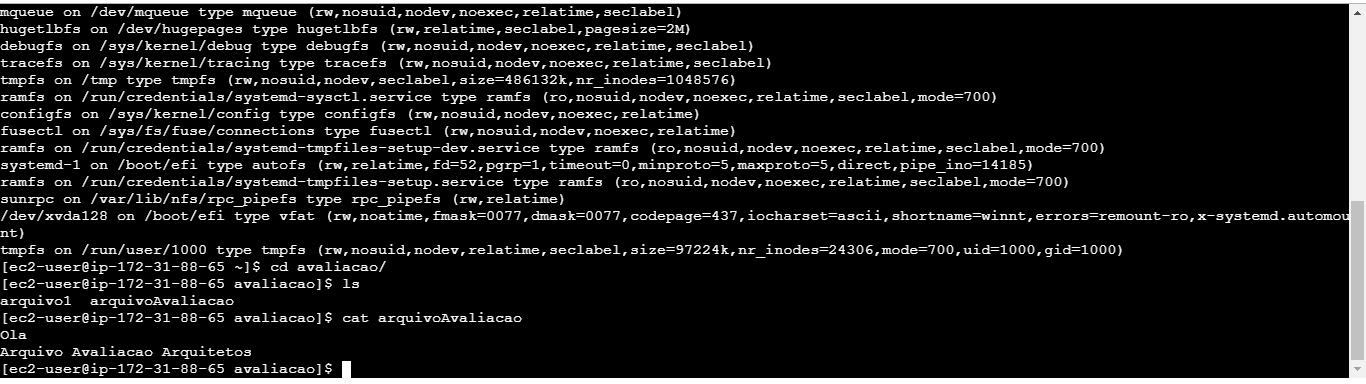 mqueue on /dev/mqueue type mqueue (rw,nosuid,nodev,noexec,relatime,seclabel)
hugetlbfs on /dev/hugepages type hugetlbfs (rw,relatime,seclabel,pagesize=2M)
debugfs on /sys/kernel/debug type debugfs (rw,nosuid,nodev,noexec,relatime,seclabel)
tracefs on /sys/kernel/tracing type tracefs (rw,nosuid,nodev,noexec,relatime,seclabel)
tmpfs on /tmp type tmpfs (rw,nosuid,nodev,seclabel,size=486132k,nr_inodes=1048576)
ramfs on /run/credentials/systemd-sysctl.service type ramfs (ro,nosuid,nodev,noexec,relatime,seclabel,mode=700)
configfs on /sys/kernel/config type configfs (rw,nosuid,nodev,noexec,relatime)
fusectl on /sys/fs/fuse/connections type fusectl (rw,nosuid,nodev,noexec,relatime)
ramfs on /run/credentials/systemd-tmpfiles-setup-dev.service type ramfs (ro,nosuid,nodev,noexec,relatime,seclabel,mode=700)
systemd-1 on /boot/efi type autofs (rw,relatime,fd=52,pgrp=1,timeout=0,minproto=5,maxproto=5,direct,pipe_ino=14185)
ramfs on /run/credentials/systemd-tmpfiles-setup.service type ramfs (ro,nosuid,nodev,noexec,relatime,seclabel,mode=700)
sunrpc on /var/lib/nfs/rpc_pipefs type rpc_pipefs (rw,relatime)
/dev/xvda128 on /boot/efi type vfat (rw,noatime,fmask=0077,dmask=0077,codepage=437,iocharset=ascii,shortname=winnt,errors=remount-ro,x-systemd.automou
nt)
tmpfs on /run/user/1000 type tmpfs (rw,nosuid,nodev,relatime,seclabel,size=97224k,nr_inodes=24306,mode=700,uid=1000,gid=1000)
[ec2-user@ip-172-31-88-65 ~]$ cd avaliacao/
[ec2-user@ip-172-31-88-65 avaliacao]$ ls
arquivo1  arquivoAvaliacao
[ec2-user@ip-172-31-88-65 avaliacao]$ cat arquivoAvaliacao
Ola
Arquivo Avaliacao Arquitetos
[ec2-user@ip-172-31-88-65 avaliacao]$